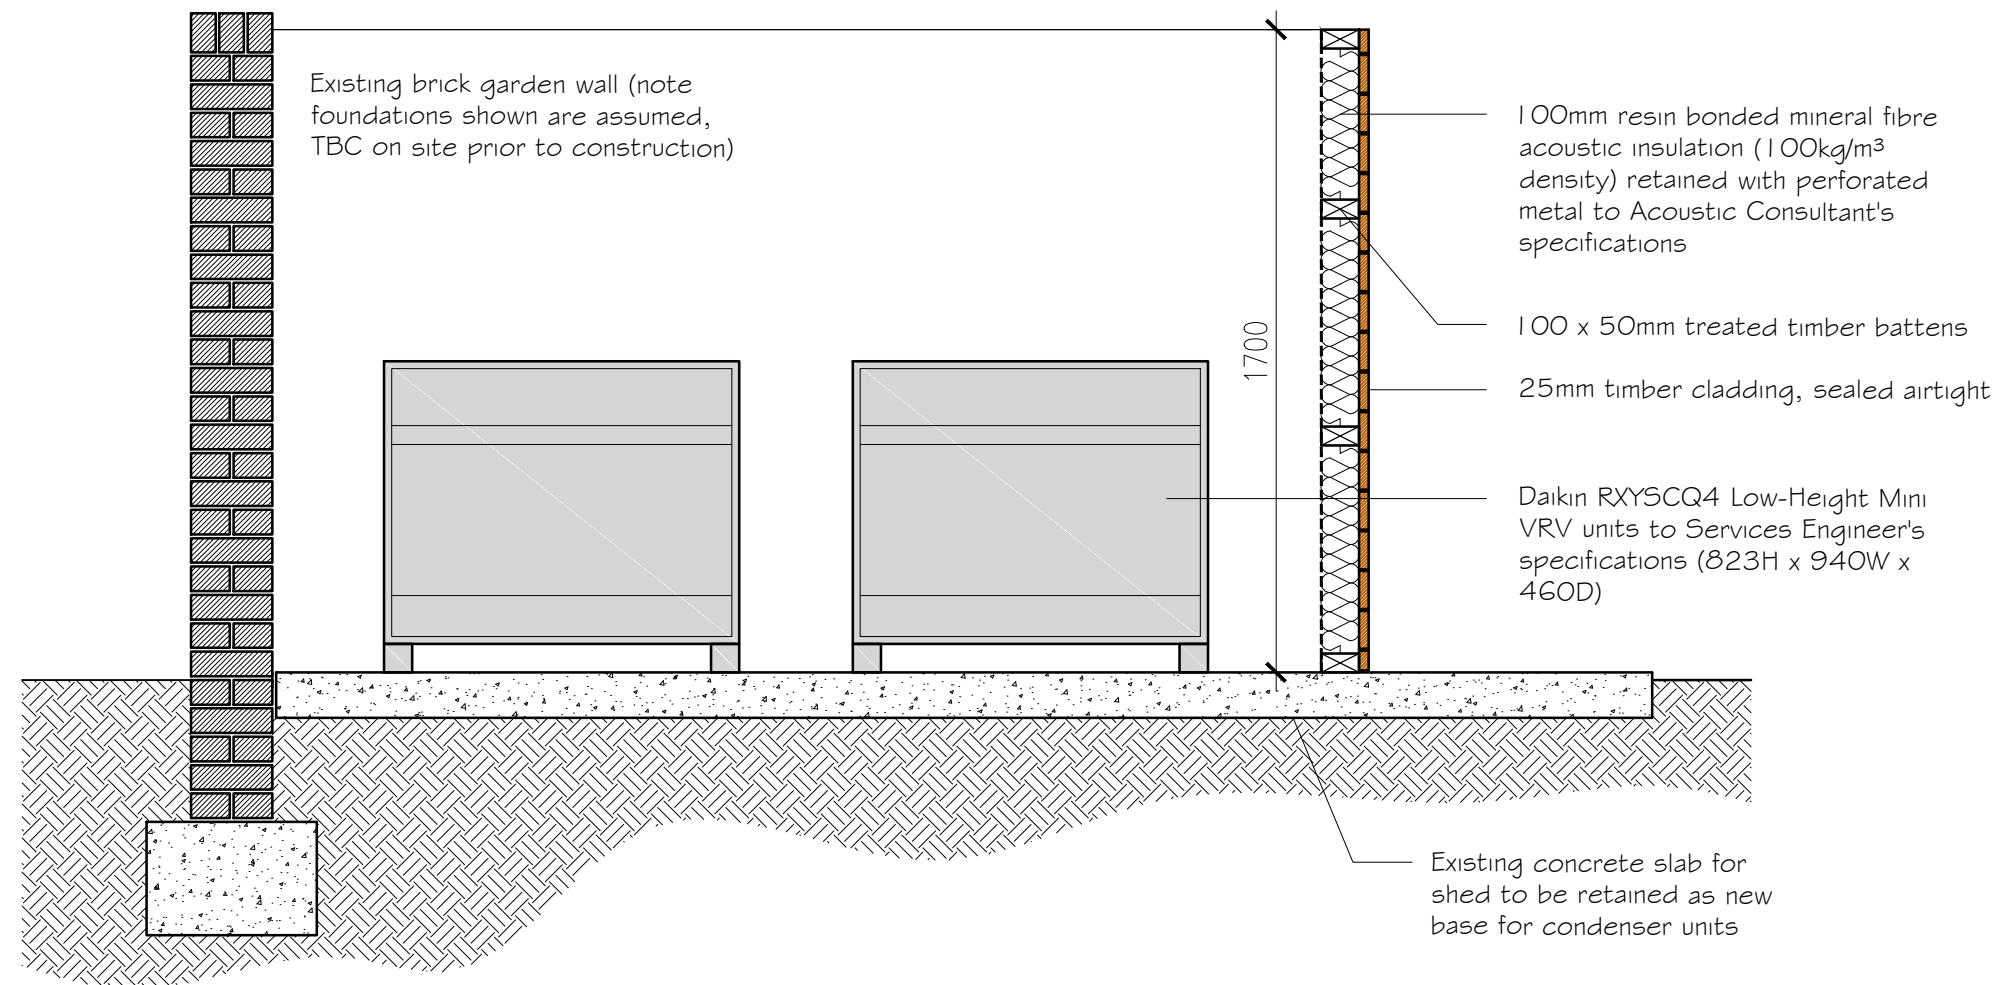 Existing brick garden wall (note
foundations shown are assumed,
TBC on site prior to construction)
100mm resin bonded mineral fibre
acoustic insulation (100kg/m³
density) retained with perforated
metal to Acoustic Consultant's
specifications
100 x 50mm treated timber battens
1700
25mm timber cladding, sealed airtight
Daikin RXYSCQ4 Low-Height Mini
VRV units to Services Engineer's
specifications (823H x 940W x
460D)
Existing concrete slab for
shed to be retained as new
base for condenser units